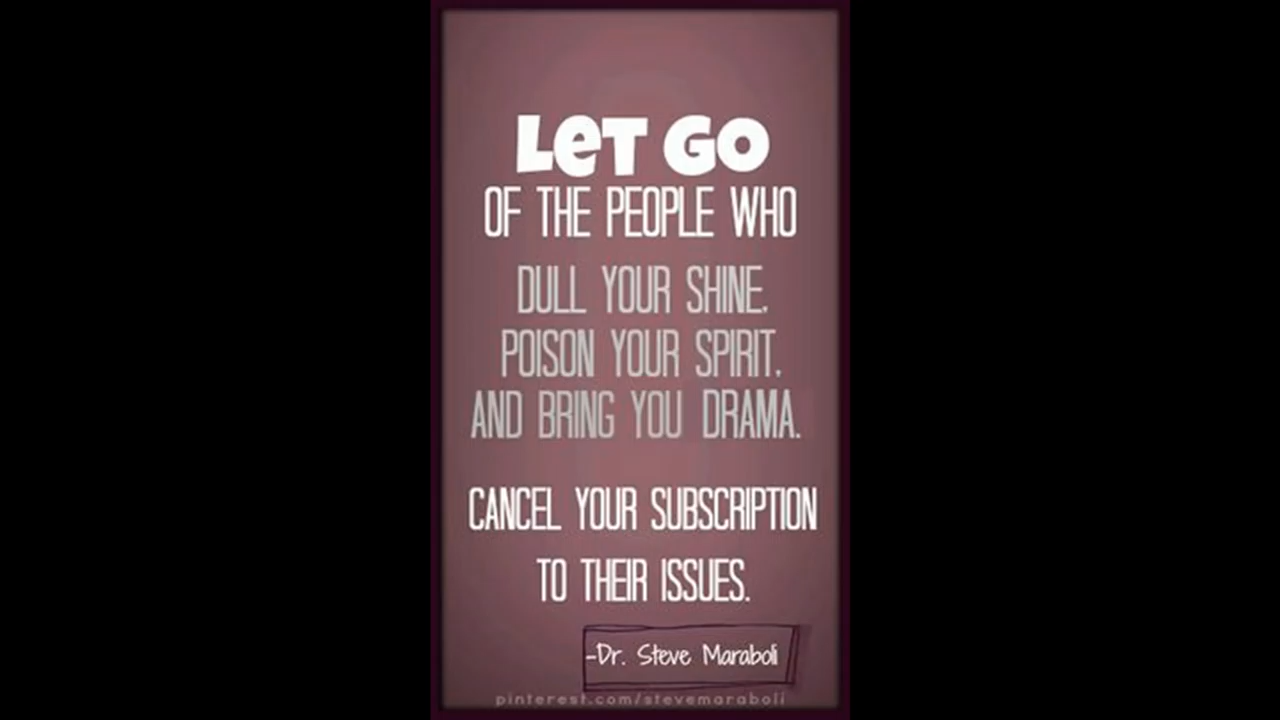 LeT GO
OF THE PEOPLE WHO
DULL YOUR SHINE,
POISON YOUR SPIRIT,
AND BRING YOU DRAMA.
CANCEL YOUR SUBSCRIPTION
TO THEIR ISSUES.
-Dr. Steve Maraboli
pinterest.com/stevemaraboli